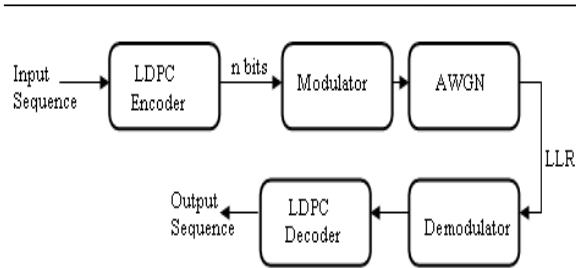 Input
Sequence
LDPC
Encoder
n bits
Modulator
AWGN
LLR
Demodulator
LDPC
Decoder
Output
Sequence